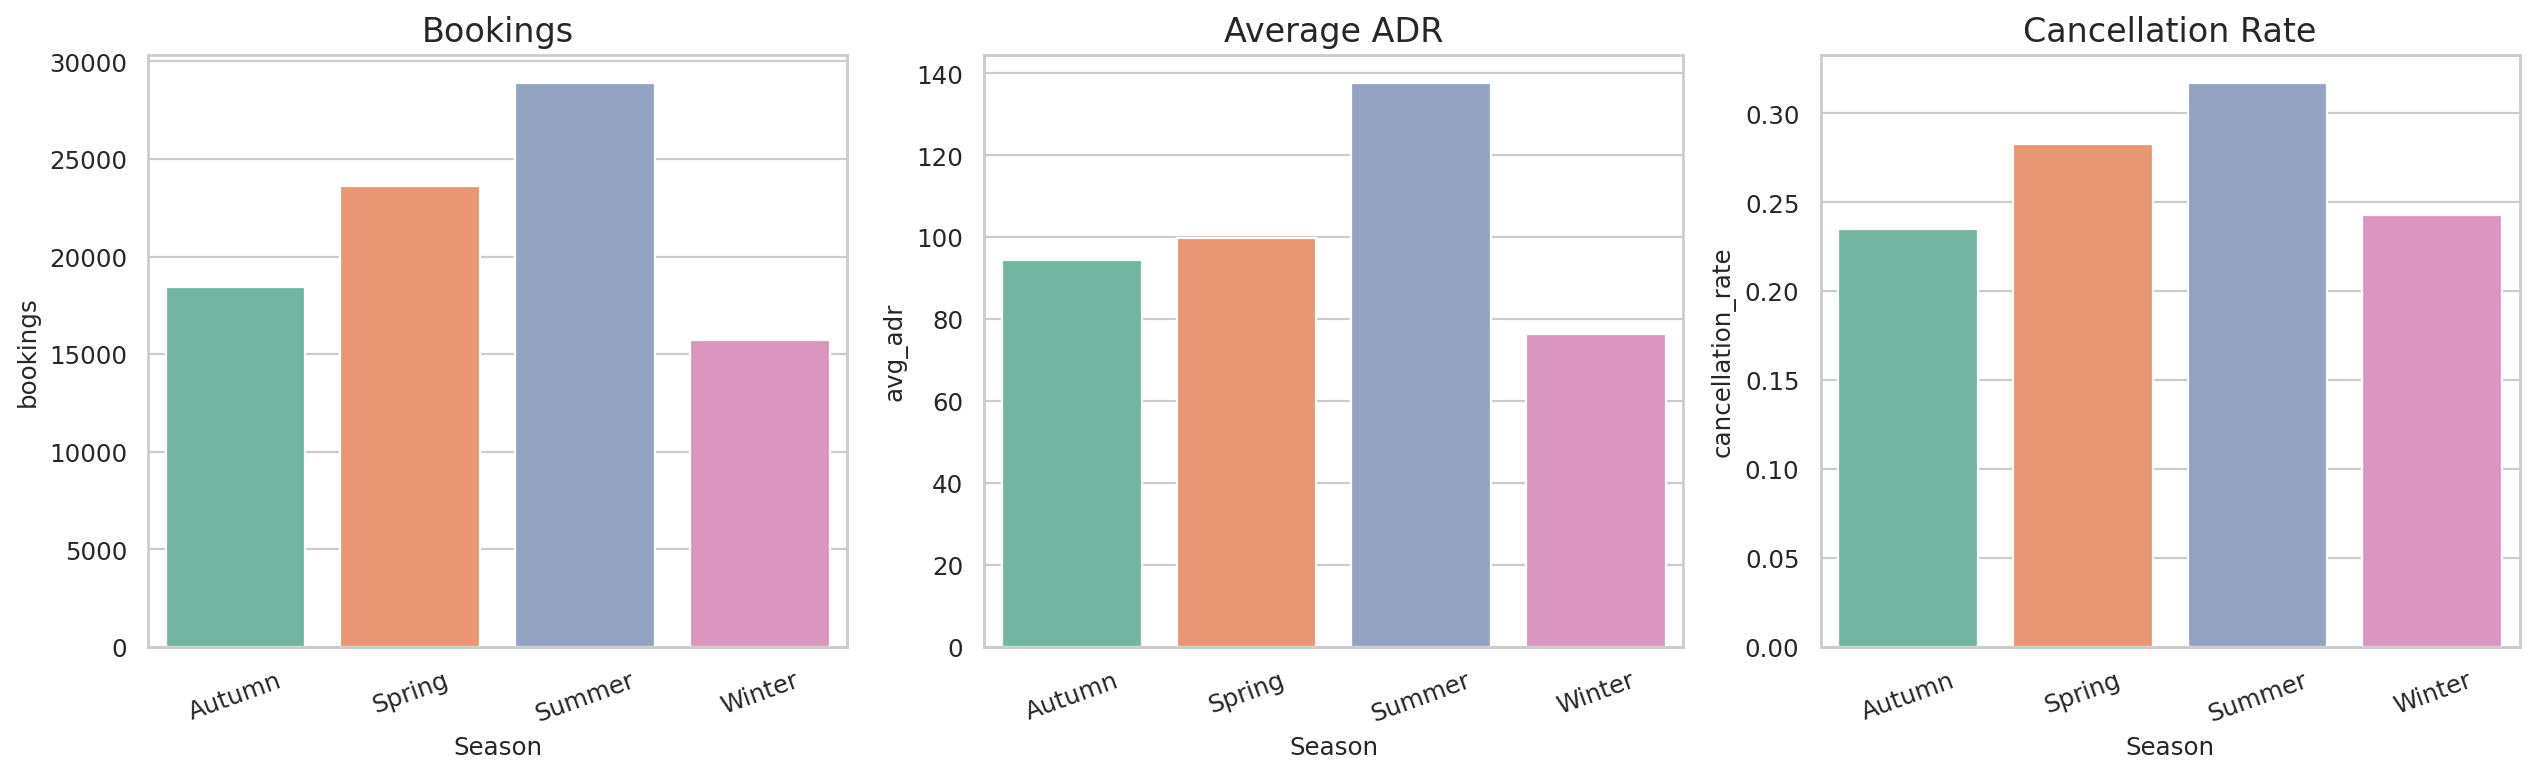 Bookings
30000
25000
20000
15000
10000
5000
0
bookings
Autumn
Spring
Summer
Winter
Season
Average ADR
140
120
100
80
60
40
20
0
avg_adr
Autumn
Spring
Summer
Winter
Season
Cancellation Rate
0.30
0.25
0.20
0.15
0.10
0.05
0.00
cancellation_rate
Autumn
Spring
Summer
Winter
Season